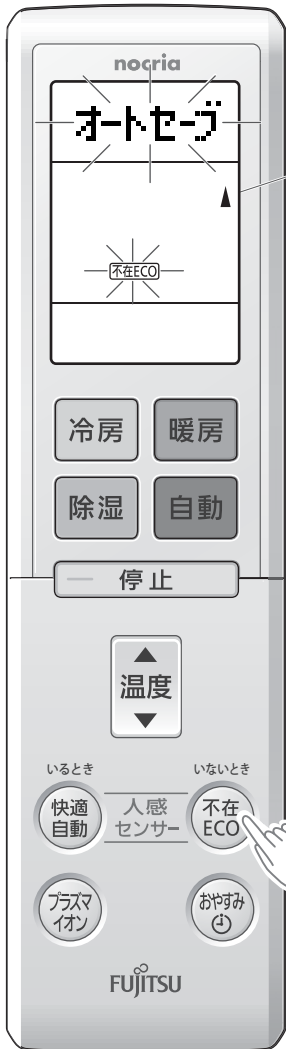 nocria
オートセーブ
不在ECO
冷房 暖房
除湿 自動
停止
温度
いるとき いないとき
快適
自動
人感
センサー
不在
ECO
プラズマ
イオン
おやすみ
FUJITSU